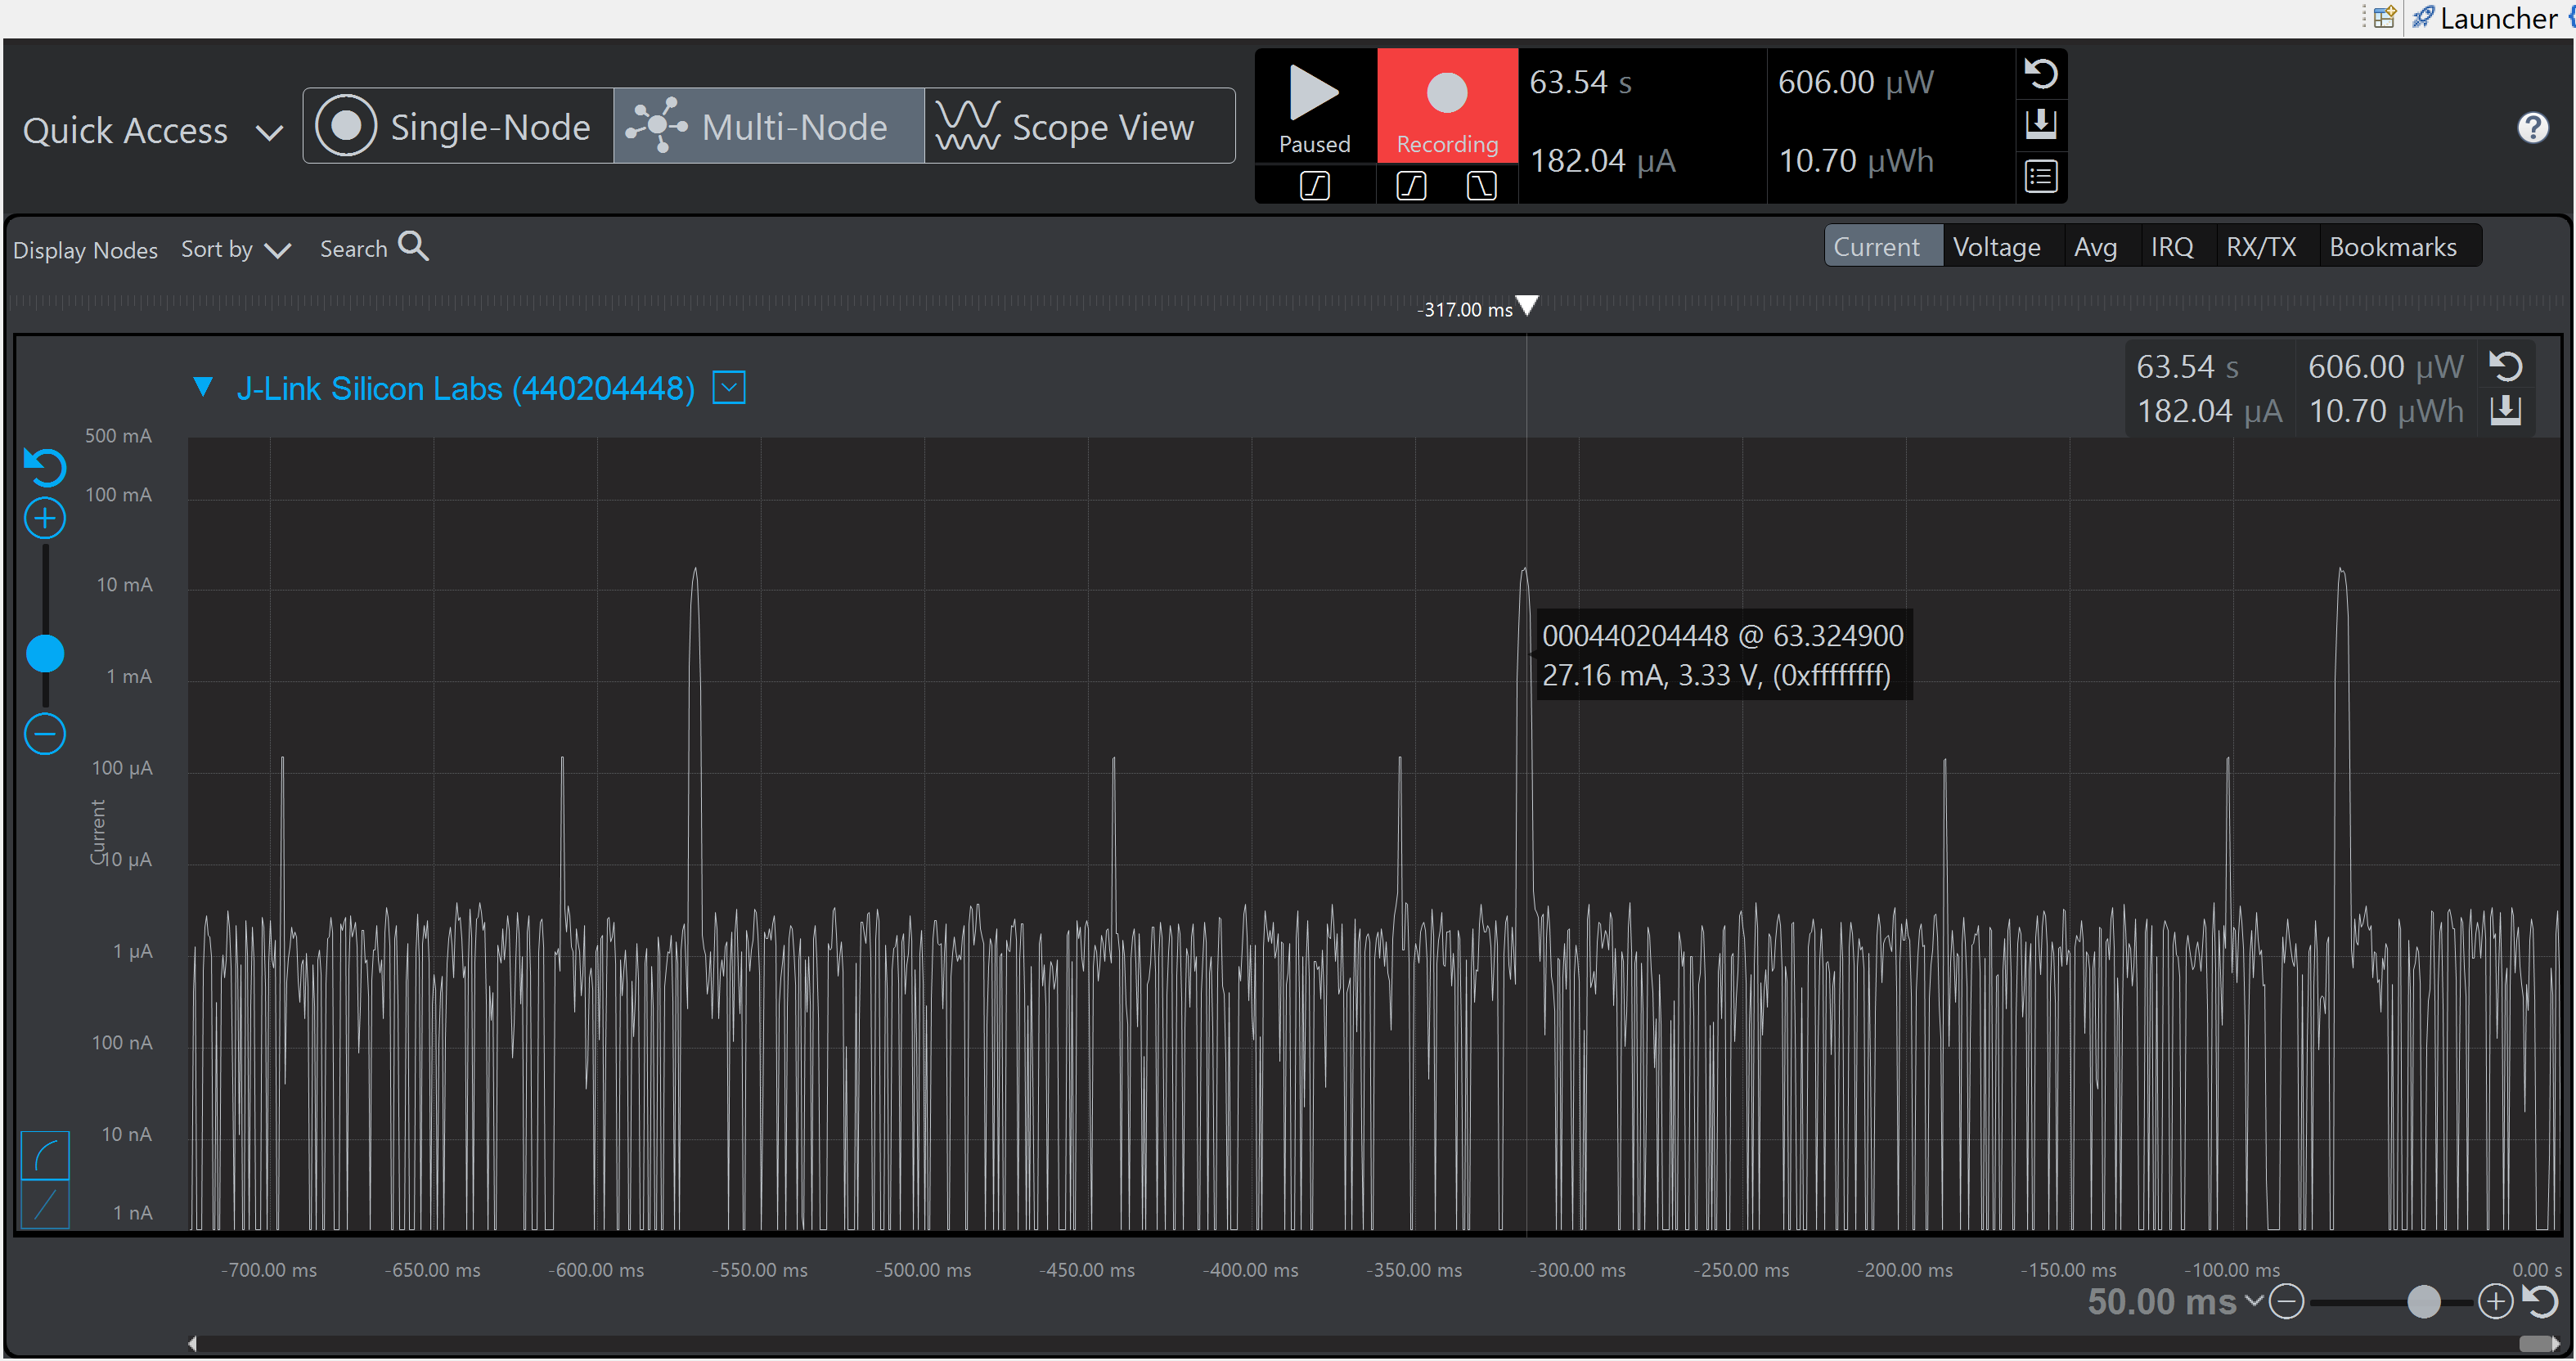 Launcher
Quick Access
Single-Node
Multi-Node
Scope View
Paused
Recording
63.54 s
606.00 µW
182.04 µA
10.70 µWh
Display Nodes
Sort by
Search
Current
Voltage
Avg
IRQ
RX/TX
Bookmarks
-317.00 ms
J-Link Silicon Labs (440204448)
63.54 s
606.00 µW
182.04 µA
10.70 µWh
500 mA
100 mA
10 mA
1 mA
100 µA
10 µA
1 µA
100 nA
10 nA
1 nA
Current
000440204448 @ 63.324900
27.16 mA, 3.33 V, (0xffffffff)
-700.00 ms
-650.00 ms
-600.00 ms
-550.00 ms
-500.00 ms
-450.00 ms
-400.00 ms
-350.00 ms
-300.00 ms
-250.00 ms
-200.00 ms
-150.00 ms
-100.00 ms
0.00 s
50.00 ms